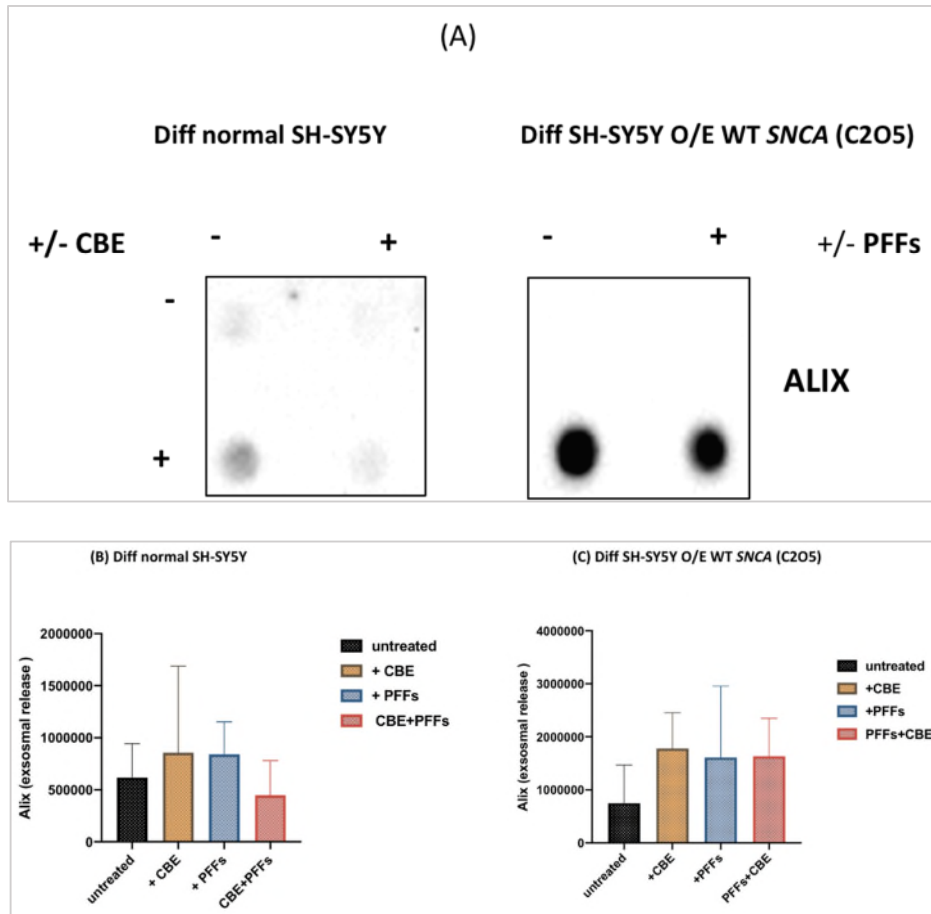 (A)
Diff normal SH-SY5Y
Diff SH-SY5Y O/E WT SNCA (C2O5)
+/- CBE
-
+
-
+
+/- PFFs
-
+
ALIX
(B) Diff normal SH-SY5Y
Alix (exsosmal release )
2000000
1500000
1000000
500000
0
untreated
+ CBE
+ PFFs
CBE+PFFs
untreated
+ CBE
+ PFFs
CBE+PFFs
(C) Diff SH-SY5Y O/E WT SNCA (C2O5)
Alix (exsosmal release )
4000000
3000000
2000000
1000000
0
untreated
+CBE
+PFFs
PFFs+CBE
untreated
+CBE
+PFFs
PFFs+CBE